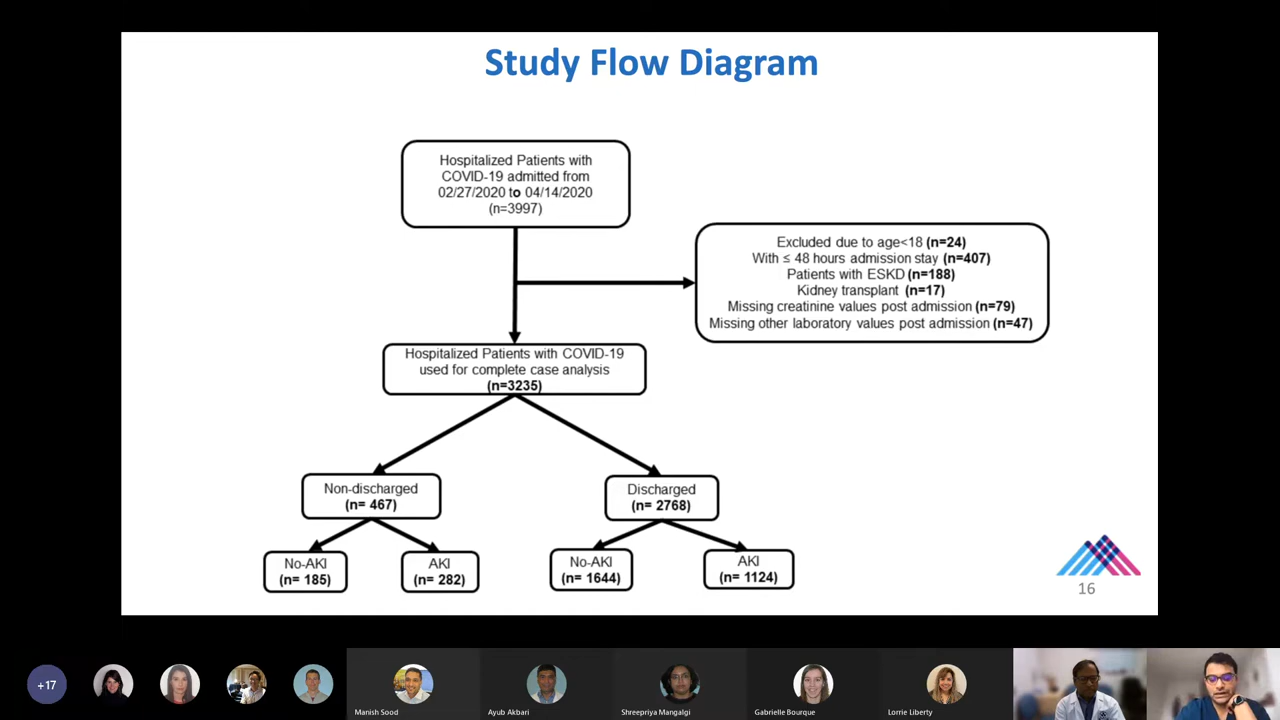 Study Flow Diagram
Hospitalized Patients with
COVID-19 admitted from
02/27/2020 to 04/14/2020
(n=3997)
Excluded due to age<18 (n=24)
With ≤ 48 hours admission stay (n=407)
Patients with ESKD (n=188)
Kidney transplant (n=17)
Missing creatinine values post admission (n=79)
Missing other laboratory values post admission (n=47)
Hospitalized Patients with COVID-19
used for complete case analysis
(n=3235)
Non-discharged
(n= 467)
Discharged
(n= 2768)
No-AKI
(n= 185)
AKI
(n= 282)
No-AKI
(n= 1644)
AKI
(n= 1124)
16
+17
Manish Sood
Ayub Akbari
Shreepriya Mangalgi
Gabrielle Bourque
Lorrie Liberty